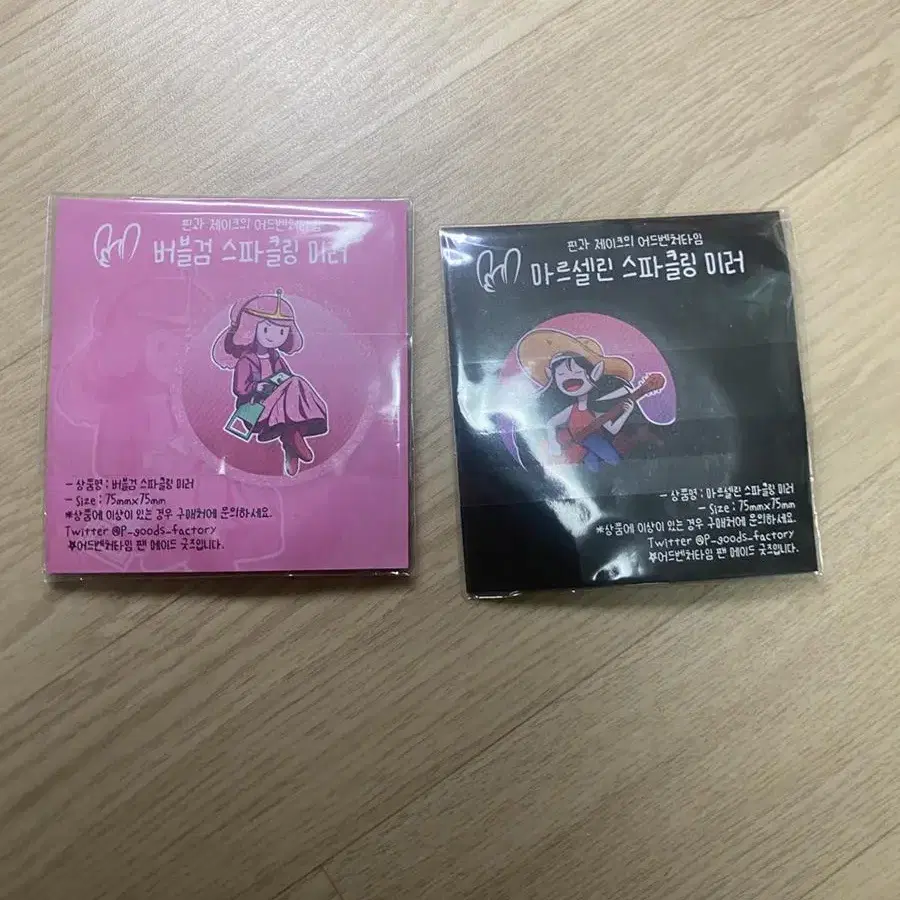 핀과 제이크의 어드벤처타임
버블검 스파클링 미러
- 상품명 : 버블검 스파클링 미러
- Size : 75mmx75mm
*상품에 이상이 있는 경우 구매처에 문의하세요.
Twitter @P_goods_factory
★어드벤처타임 팬 메이드 굿즈입니다.
핀과 제이크의 어드벤처타임
마르셀린 스파클링 미러
- 상품명 : 마르셀린 스파클링 미러
- Size : 75mmx75mm
*상품에 이상이 있는 경우 구매처에 문의하세요.
Twitter @P_goods_factory
★어드벤처타임 팬 메이드 굿즈입니다.